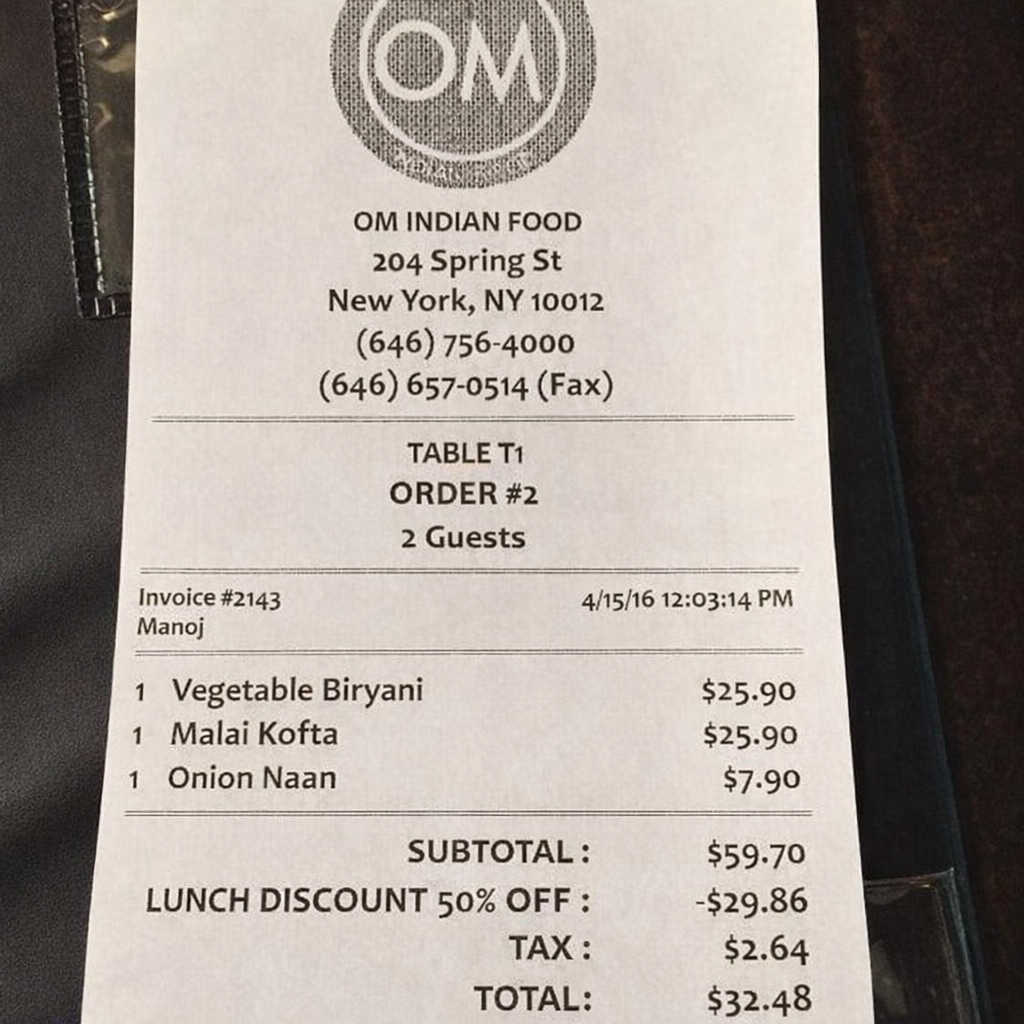 OM
OM INDIAN FOOD
204 Spring St
New York, NY 10012
(646) 756-4000
(646) 657-0514 (Fax)
TABLE T1
ORDER #2
2 Guests
Invoice #2143 4/15/16 12:03:14 PM
Manoj
1 Vegetable Biryani $25.90
1 Malai Kofta $25.90
1 Onion Naan $7.90
SUBTOTAL : $59.70
LUNCH DISCOUNT 50% OFF : -$29.86
TAX : $2.64
TOTAL: $32.48